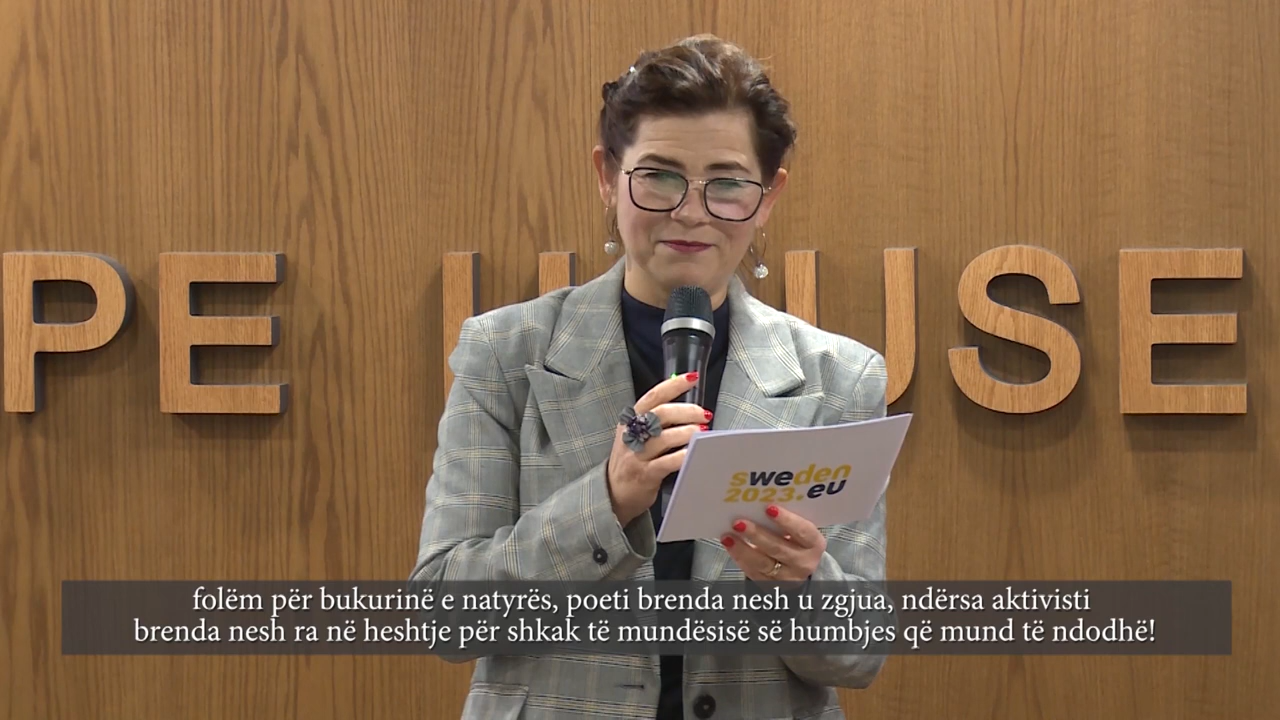 PE HOUSE
sweden
2023.eu
folëm për bukurinë e natyrës, poeti brenda nesh u zgjua, ndërsa aktivisti
brenda nesh ra në heshtje për shkak të mundësisë së humbjes që mund të ndodhë!